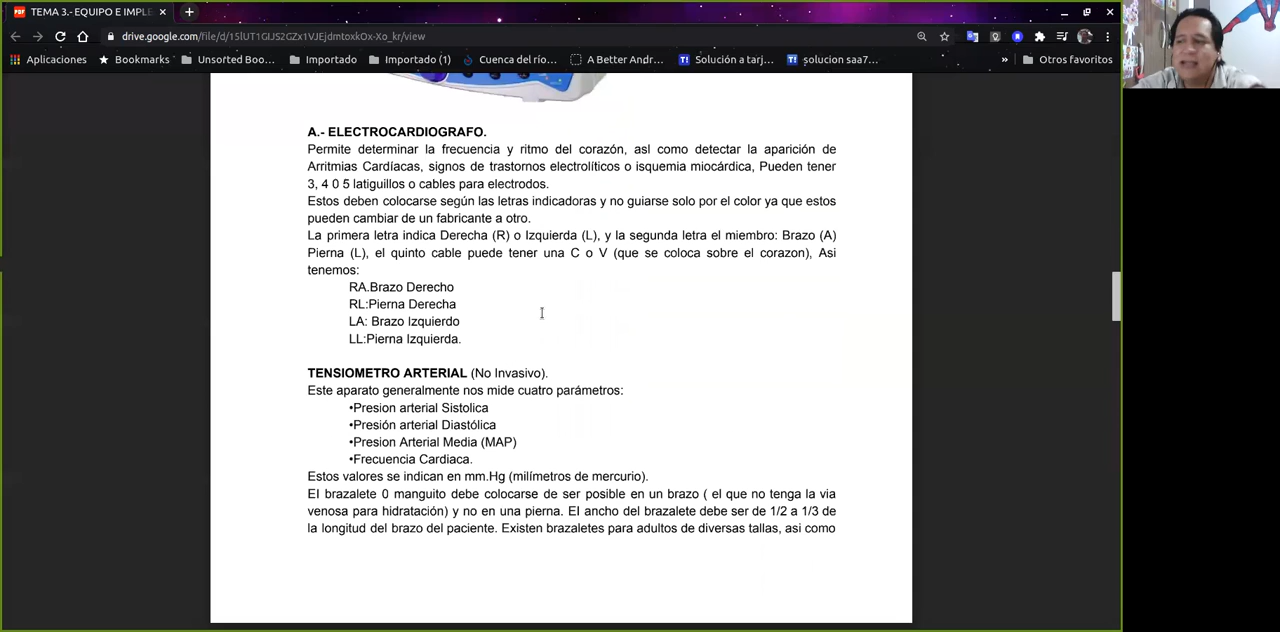 TEMA 3.- EQUIPO E IMPLE
drive.google.com/file/d/15lUT1GlJS2GZx1VJEjdmtoxkOx-Xo_kr/view
Aplicaciones
Bookmarks
Unsorted Boo...
Importado
Importado (1)
Cuenca del río...
A Better Andr...
Solución a tarj...
solucion saa7...
»
Otros favoritos
A.- ELECTROCARDIOGRAFO.
Permite determinar la frecuencia y ritmo del corazón, asl como detectar la aparición de
Arritmias Cardíacas, signos de trastornos electrolíticos o isquemia miocárdica, Pueden tener
3, 4 0 5 latiguillos o cables para electrodos.
Estos deben colocarse según las letras indicadoras y no guiarse solo por el color ya que estos
pueden cambiar de un fabricante a otro.
La primera letra indica Derecha (R) o Izquierda (L), y la segunda letra el miembro: Brazo (A)
Pierna (L), el quinto cable puede tener una C o V (que se coloca sobre el corazon), Asi
tenemos:
RA.Brazo Derecho
RL:Pierna Derecha
LA: Brazo Izquierdo
LL:Pierna Izquierda.
TENSIOMETRO ARTERIAL (No Invasivo).
Este aparato generalmente nos mide cuatro parámetros:
•Presion arterial Sistolica
•Presión arterial Diastólica
•Presion Arterial Media (MAP)
•Frecuencia Cardiaca.
Estos valores se indican en mm.Hg (milímetros de mercurio).
El brazalete 0 manguito debe colocarse de ser posible en un brazo ( el que no tenga la via
venosa para hidratación) y no en una pierna. El ancho del brazalete debe ser de 1/2 a 1/3 de
la longitud del brazo del paciente. Existen brazaletes para adultos de diversas tallas, asi como